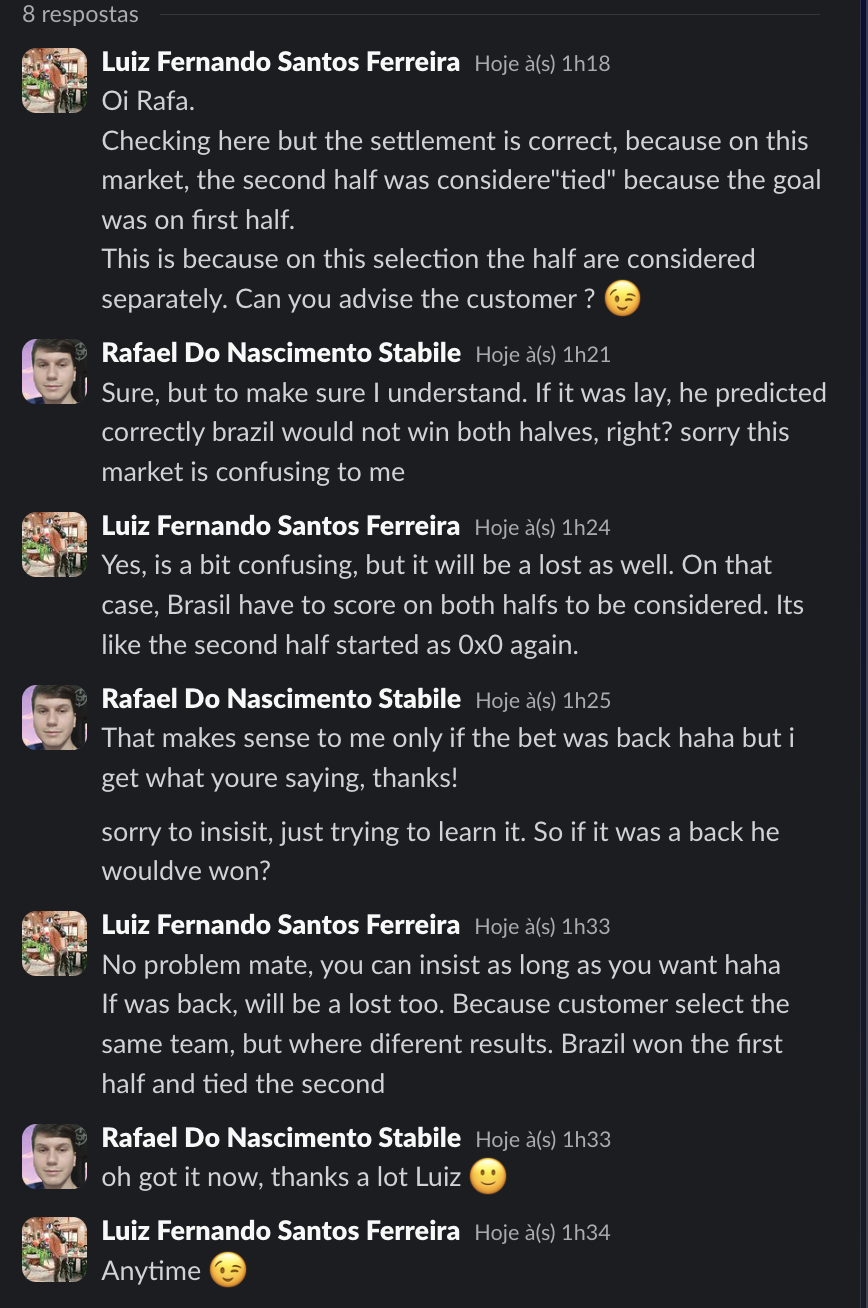 8 respostas
Luiz Fernando Santos Ferreira Hoje à(s) 1h18
Oi Rafa.
Checking here but the settlement is correct, because on this
market, the second half was considere"tied" because the goal
was on first half.
This is because on this selection the half are considered
separately. Can you advise the customer ? 😉
Rafael Do Nascimento Stabile Hoje à(s) 1h21
Sure, but to make sure I understand. If it was lay, he predicted
correctly brazil would not win both halves, right? sorry this
market is confusing to me
Luiz Fernando Santos Ferreira Hoje à(s) 1h24
Yes, is a bit confusing, but it will be a lost as well. On that
case, Brasil have to score on both halfs to be considered. Its
like the second half started as 0x0 again.
Rafael Do Nascimento Stabile Hoje à(s) 1h25
That makes sense to me only if the bet was back haha but i
get what youre saying, thanks!
sorry to insisit, just trying to learn it. So if it was a back he
wouldve won?
Luiz Fernando Santos Ferreira Hoje à(s) 1h33
No problem mate, you can insist as long as you want haha
If was back, will be a lost too. Because customer select the
same team, but where diferent results. Brazil won the first
half and tied the second
Rafael Do Nascimento Stabile Hoje à(s) 1h33
oh got it now, thanks a lot Luiz 🙂
Luiz Fernando Santos Ferreira Hoje à(s) 1h34
Anytime 😉